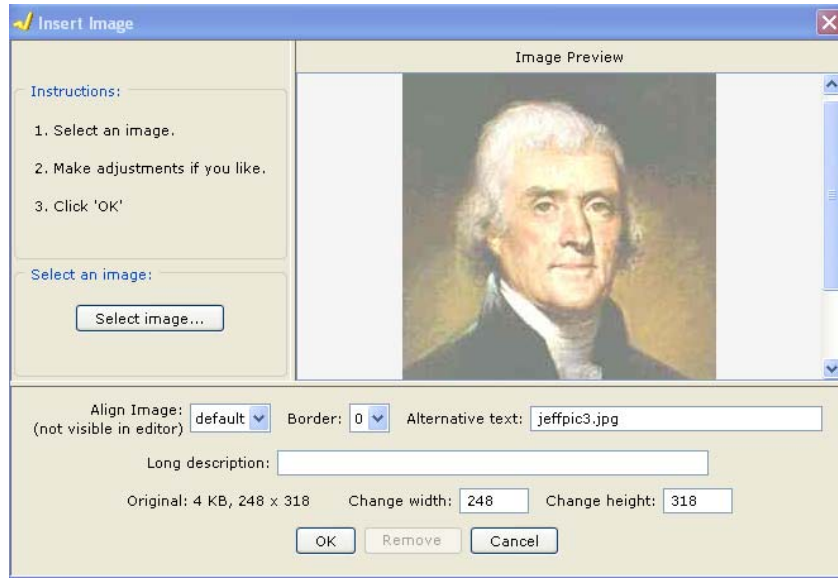 Insert Image
Image Preview
Instructions:
1. Select an image.
2. Make adjustments if you like.
3. Click 'OK'
Select an image:
Select image...
Align Image:
(not visible in editor)
default
Border: 0
Alternative text: jeffpic3.jpg
Long description:
Original: 4 KB, 248 x 318
Change width: 248
Change height: 318
OK
Remove
Cancel